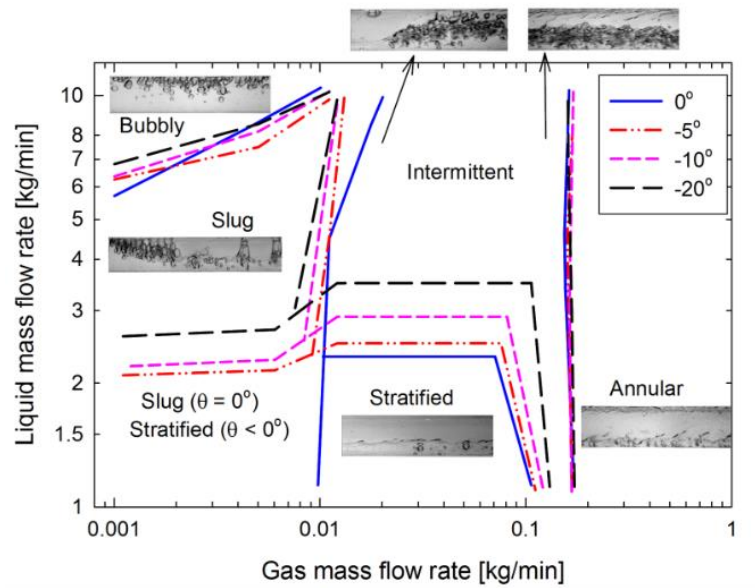 10
8
7
6
5
4
3
2
1.5
1
0.001
0.01
0.1
1
Liquid mass flow rate [kg/min]
Gas mass flow rate [kg/min]
Bubbly
Slug
Intermittent
Slug (θ = 0°)
Stratified (θ < 0°)
Stratified
Annular
0°
-5°
-10°
-20°